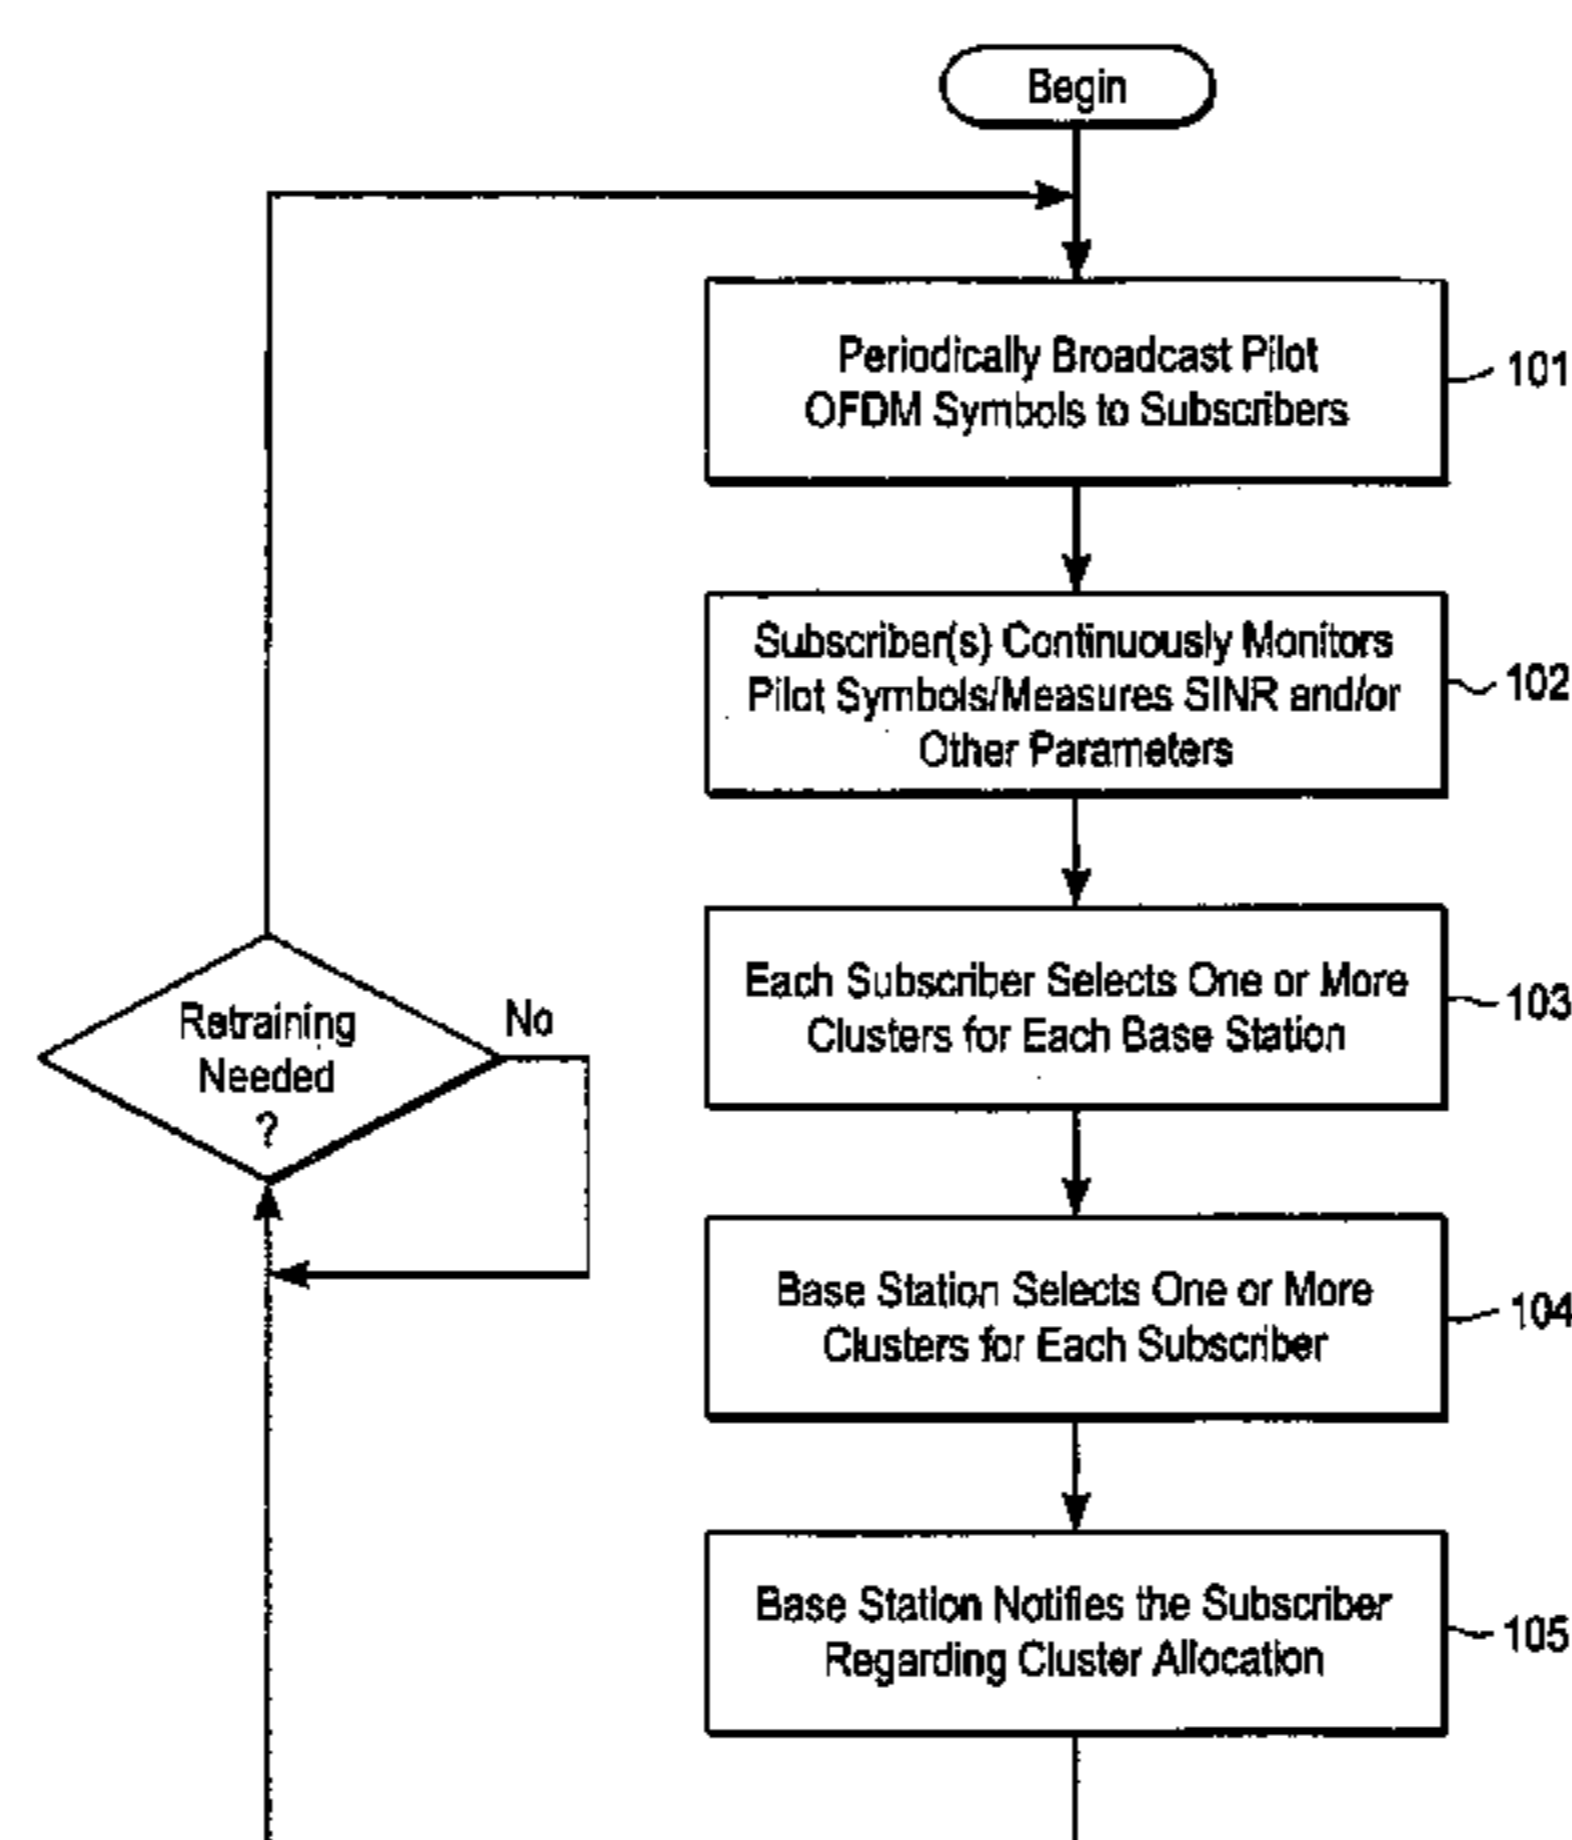 Begin
Periodically Broadcast Pilot
OFDM Symbols to Subscribers
101
Subscriber(s) Continuously Monitors
Pilot Symbols/Measures SINR and/or
Other Parameters
102
Each Subscriber Selects One or More
Clusters for Each Base Station
103
Retraining
Needed
?
No
Base Station Selects One or More
Clusters for Each Subscriber
104
Base Station Notifies the Subscriber
Regarding Cluster Allocation
105